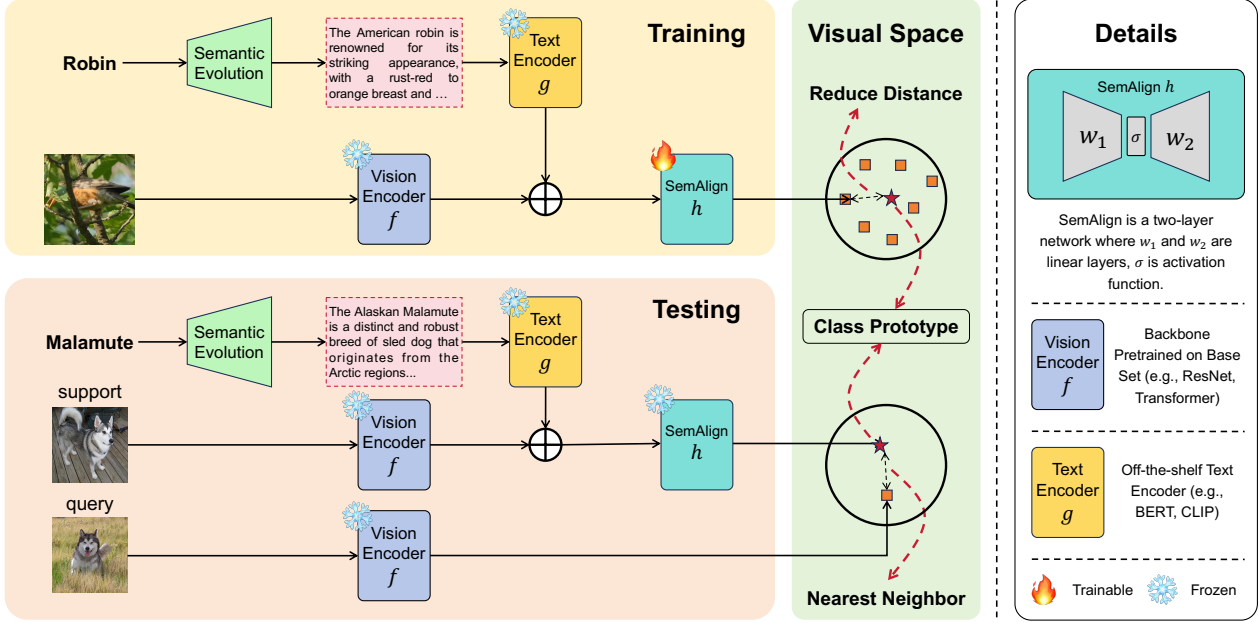 Training
Robin
Semantic
Evolution
The American robin is
renowned for its
striking appearance,
with a rust-red to
orange breast and …
Text
Encoder
g
Vision
Encoder
f
SemAlign
h
Testing
Malamute
Semantic
Evolution
The Alaskan Malamute
is a distinct and robust
breed of sled dog that
originates from the
Arctic regions...
Text
Encoder
g
support
Vision
Encoder
f
SemAlign
h
query
Vision
Encoder
f
Visual Space
Reduce Distance
Class Prototype
Nearest Neighbor
Details
SemAlign h
w₁
σ
w₂
SemAlign is a two-layer
network where w₁ and w₂ are
linear layers, σ is activation
function.
Vision
Encoder
f
Backbone
Pretrained on Base
Set (e.g., ResNet,
Transformer)
Text
Encoder
g
Off-the-shelf Text
Encoder (e.g.,
BERT, CLIP)
Trainable
Frozen